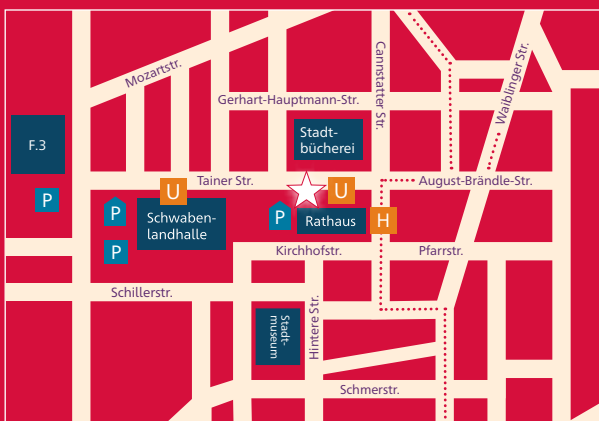 Mozartstr.
Cannstatter Str.
Waiblinger Str.
Gerhart-Hauptmann-Str.
F.3
Stadt-
bücherei
P
U
Tainer Str.
U
August-Brändle-Str.
P
Schwaben-
landhalle
P
Rathaus
H
P
Kirchhofstr.
Pfarrstr.
Schillerstr.
Stadt-
museum
Hintere Str.
Schmerstr.